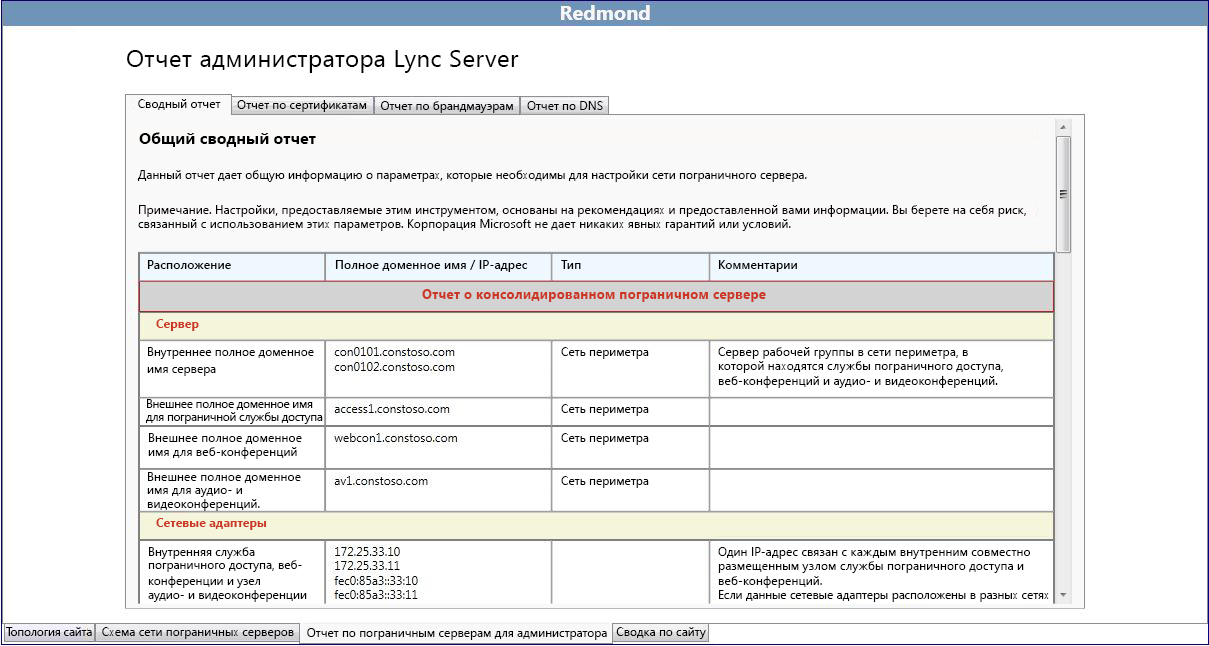 Redmond
Отчет администратора Lync Server
Сводный отчет Отчет по сертификатам Отчет по брандмауэрам Отчет по DNS
Общий сводный отчет
Данный отчет дает общую информацию о параметрах, которые необходимы для настройки сети пограничного сервера.
Примечание. Настройки, предоставляемые этим инструментом, основаны на рекомендациях и предоставленной вами информации. Вы берете на себя риск,
связанный с использованием этих параметров. Корпорация Microsoft не дает никаких явных гарантий или условий.
Расположение Полное доменное имя / IP-адрес Тип Комментарии
Отчет о консолидированном пограничном сервере
Сервер
Внутреннее полное доменное
имя сервера
con0101.constoso.com
con0102.constoso.com
Сеть периметра
Сервер рабочей группы в сети периметра, в
которой находятся службы пограничного доступа,
веб-конференций и аудио- и видеоконференций.
Внешнее полное доменное имя
для пограничной службы доступа
access1.constoso.com
Сеть периметра
Внешнее полное доменное
имя для веб-конференций
webcon1.constoso.com
Сеть периметра
Внешнее полное доменное
имя для аудио- и
видеоконференций.
av1.constoso.com
Сеть периметра
Сетевые адаптеры
Внутренняя служба
пограничного доступа, веб-
конференции и узел
аудио- и видеоконференции
172.25.33.10
172.25.33.11
fec0:85a3::33:10
fec0:85a3::33:11
Один IP-адрес связан с каждым внутренним совместно
размещенным узлом службы пограничного доступа и
веб-конференций.
Если данные сетевые адаптеры расположены в разных сетях
Топология сайта Схема сети пограничных серверов Отчет по пограничным серверам для администратора Сводка по сайту